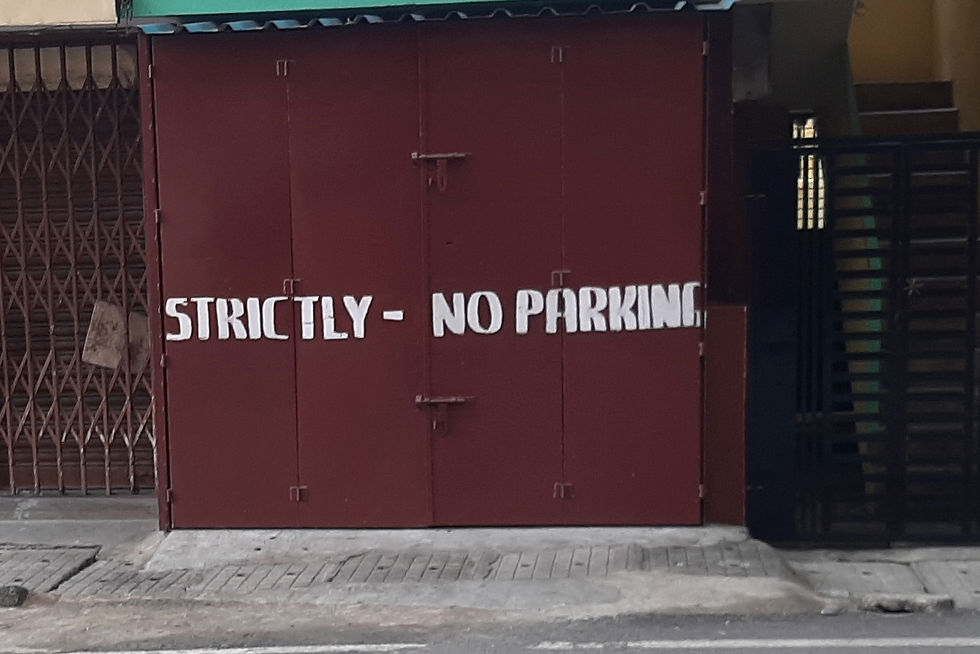 STRICTLY - NO PARKING